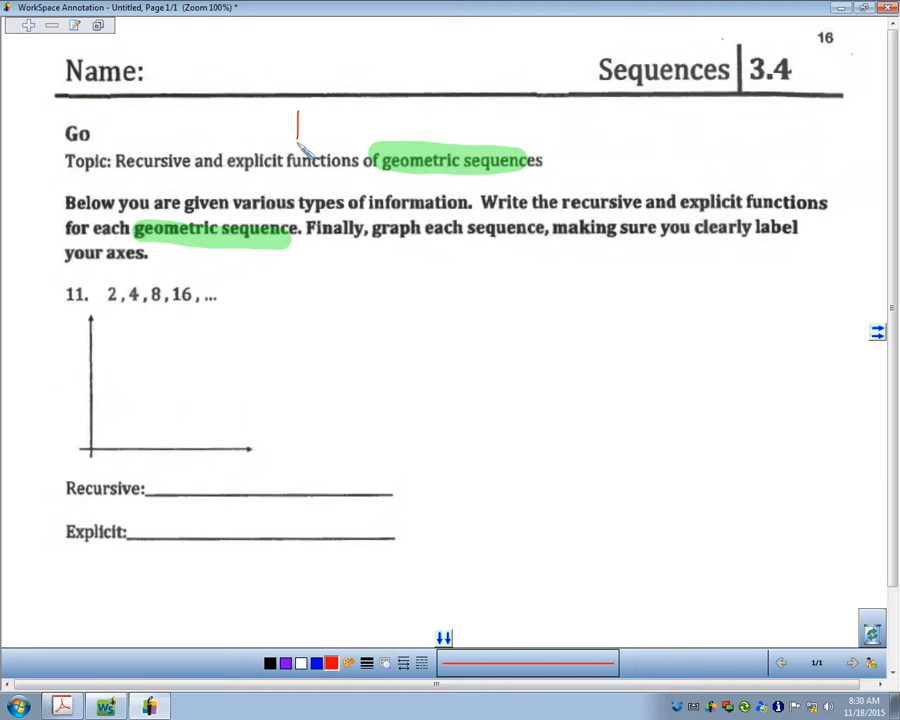 WorkSpace Annotation - Untitled, Page 1/1 (Zoom 100%) *
16
Name:
Sequences 3.4
Go
Topic: Recursive and explicit functions of geometric sequences
Below you are given various types of information. Write the recursive and explicit functions
for each geometric sequence. Finally, graph each sequence, making sure you clearly label
your axes.
11. 2 , 4 , 8 , 16 , ...
Recursive:
Explicit:
1/1
8:30 AM
11/18/2015